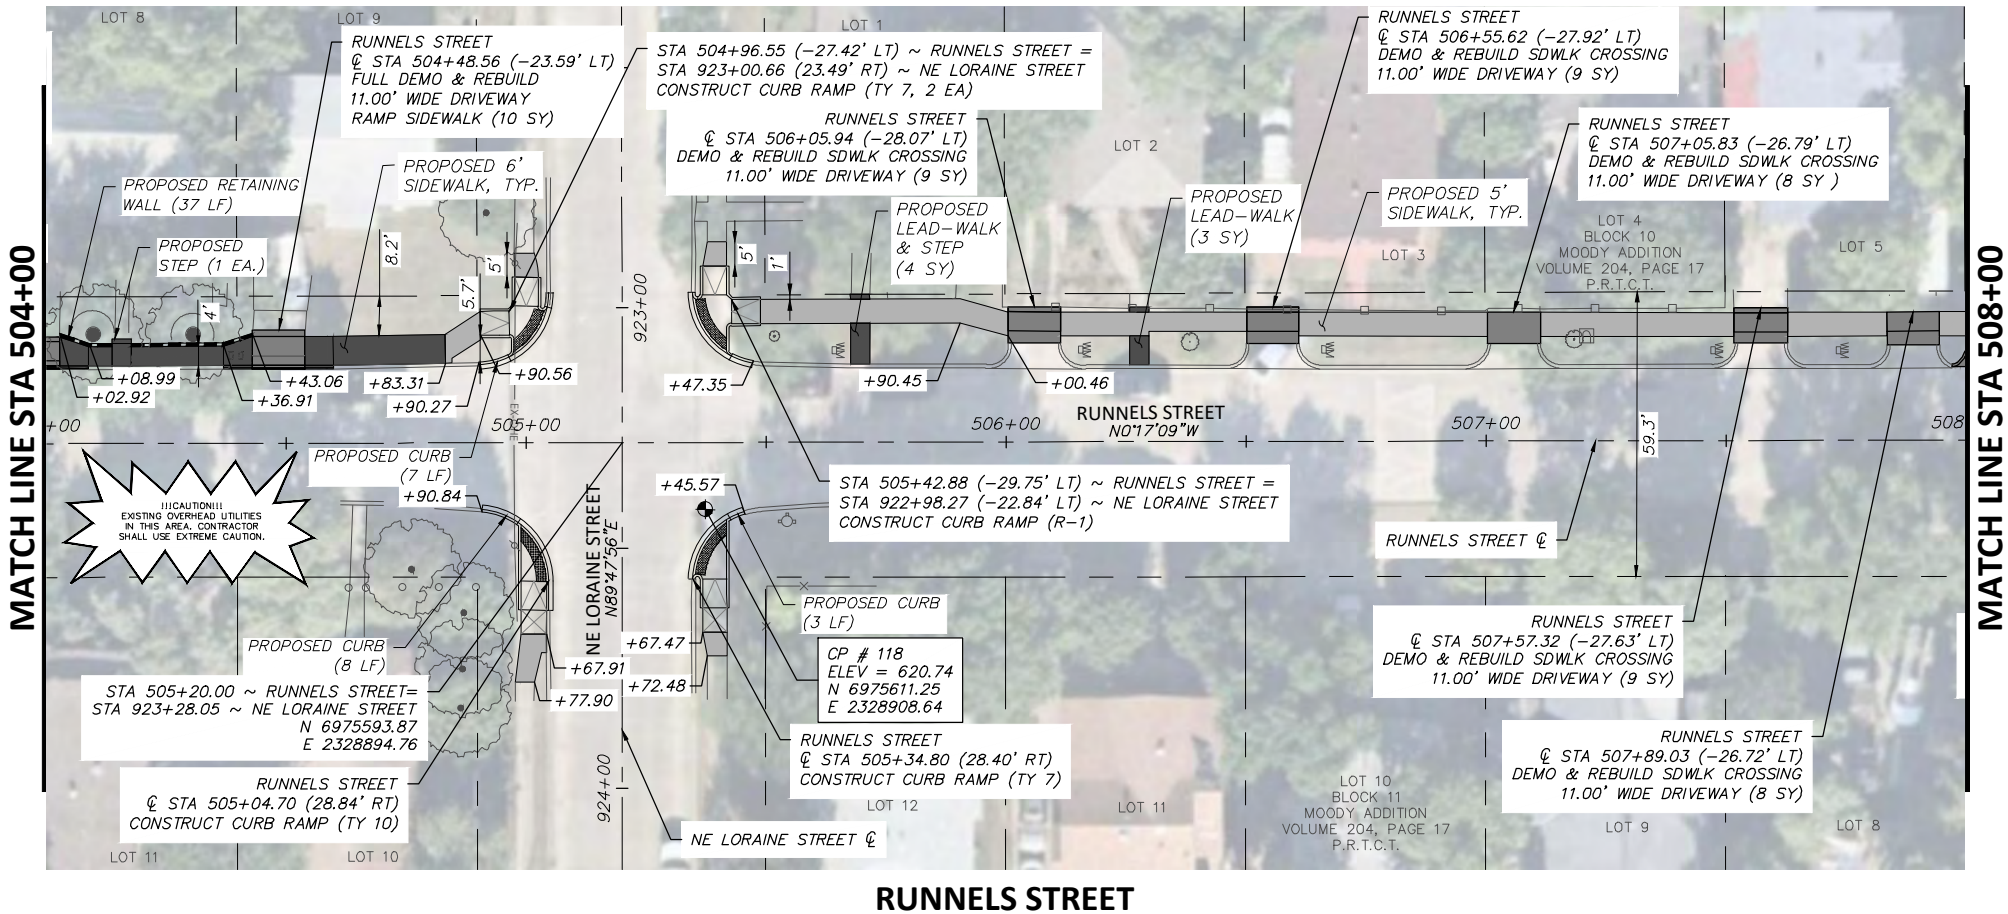 LOT 8
LOT 9
LOT 1
RUNNELS STREET
℄ STA 504+48.56 (-23.59' LT)
FULL DEMO & REBUILD
11.00' WIDE DRIVEWAY
RAMP SIDEWALK (10 SY)
STA 504+96.55 (-27.42' LT) ~ RUNNELS STREET =
STA 923+00.66 (23.49' RT) ~ NE LORAINE STREET
CONSTRUCT CURB RAMP (TY 7, 2 EA)
RUNNELS STREET
℄ STA 506+55.62 (-27.92' LT)
DEMO & REBUILD SDWLK CROSSING
11.00' WIDE DRIVEWAY (9 SY)
RUNNELS STREET
℄ STA 506+05.94 (-28.07' LT)
DEMO & REBUILD SDWLK CROSSING
11.00' WIDE DRIVEWAY (9 SY)
LOT 2
RUNNELS STREET
℄ STA 507+05.83 (-26.79' LT)
DEMO & REBUILD SDWLK CROSSING
11.00' WIDE DRIVEWAY (8 SY )
PROPOSED RETAINING
WALL (37 LF)
PROPOSED 6'
SIDEWALK, TYP.
PROPOSED
STEP (1 EA.)
PROPOSED
LEAD-WALK
& STEP
(4 SY)
PROPOSED
LEAD-WALK
(3 SY)
PROPOSED 5'
SIDEWALK, TYP.
LOT 3
LOT 4
BLOCK 10
MOODY ADDITION
VOLUME 204, PAGE 17
P.R.T.C.T.
LOT 5
8.2'
5'
5.7'
4'
5'
1'
923+00
WM
WM
WM
WM
WM
MATCH LINE STA 504+00
MATCH LINE STA 508+00
+08.99
+02.92
+43.06
+36.91
+83.31
+90.27
+90.56
+47.35
+90.45
+00.46
+00
505+00
506+00
507+00
508
RUNNELS STREET
N0°17'09"W
59.3'
PROPOSED CURB
(7 LF)
+90.84
!!!CAUTION!!!
EXISTING OVERHEAD UTILITIES
IN THIS AREA. CONTRACTOR
SHALL USE EXTREME CAUTION.
+45.57
STA 505+42.88 (-29.75' LT) ~ RUNNELS STREET =
STA 922+98.27 (-22.84' LT) ~ NE LORAINE STREET
CONSTRUCT CURB RAMP (R-1)
RUNNELS STREET ℄
NE LORAINE STREET
N89°47'56"E
PROPOSED CURB
(8 LF)
PROPOSED CURB
(3 LF)
+67.47
+67.91
+72.48
+77.90
CP # 118
ELEV = 620.74
N 6975611.25
E 2328908.64
STA 505+20.00 ~ RUNNELS STREET=
STA 923+28.05 ~ NE LORAINE STREET
N 6975593.87
E 2328894.76
RUNNELS STREET
℄ STA 507+57.32 (-27.63' LT)
DEMO & REBUILD SDWLK CROSSING
11.00' WIDE DRIVEWAY (9 SY)
RUNNELS STREET
℄ STA 505+34.80 (28.40' RT)
CONSTRUCT CURB RAMP (TY 7)
RUNNELS STREET
℄ STA 507+89.03 (-26.72' LT)
DEMO & REBUILD SDWLK CROSSING
11.00' WIDE DRIVEWAY (8 SY)
RUNNELS STREET
℄ STA 505+04.70 (28.84' RT)
CONSTRUCT CURB RAMP (TY 10)
924+00
NE LORAINE STREET ℄
LOT 11
LOT 10
LOT 12
LOT 11
LOT 10
BLOCK 11
MOODY ADDITION
VOLUME 204, PAGE 17
P.R.T.C.T.
LOT 9
LOT 8
RUNNELS STREET